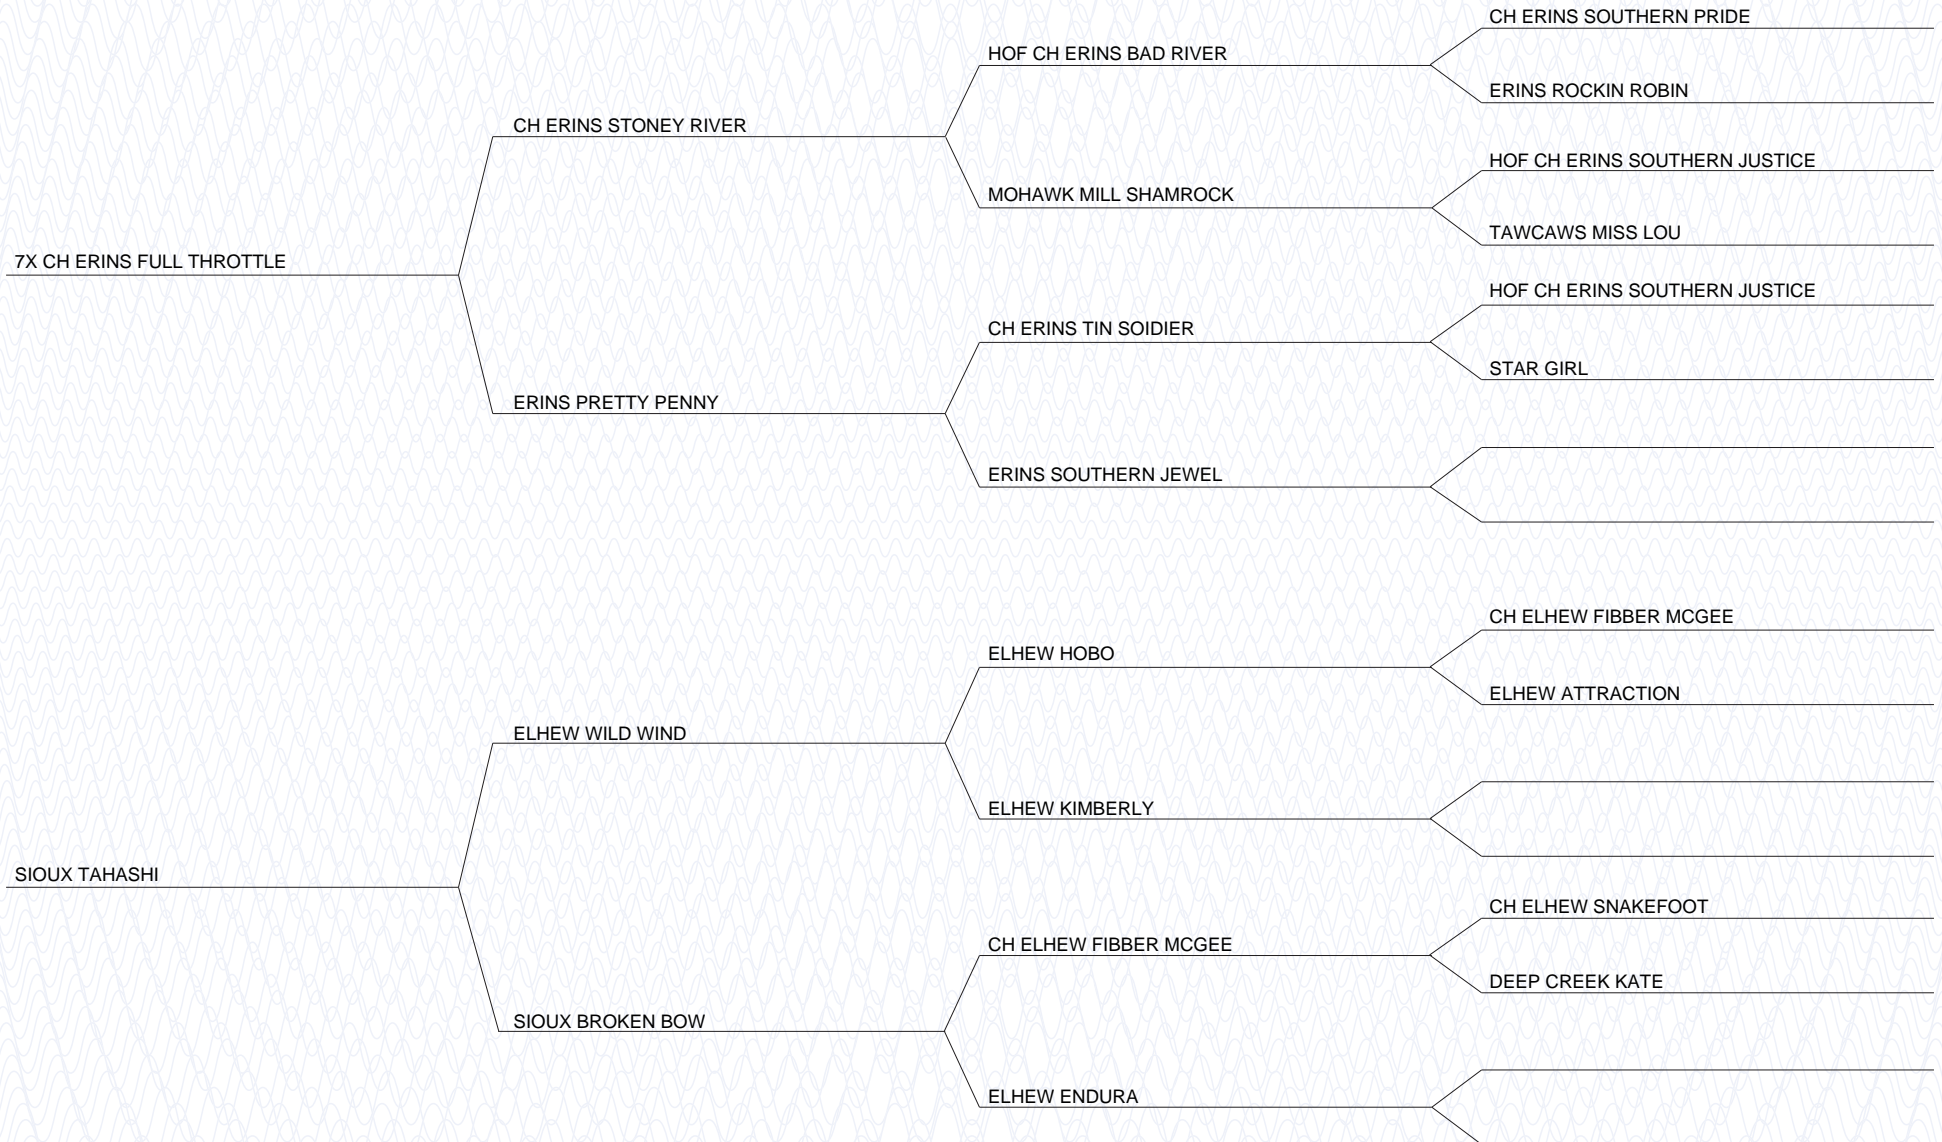 CH ERINS SOUTHERN PRIDE
HOF CH ERINS BAD RIVER
ERINS ROCKIN ROBIN
CH ERINS STONEY RIVER
HOF CH ERINS SOUTHERN JUSTICE
MOHAWK MILL SHAMROCK
TAWCAWS MISS LOU
7X CH ERINS FULL THROTTLE
HOF CH ERINS SOUTHERN JUSTICE
CH ERINS TIN SOIDIER
STAR GIRL
ERINS PRETTY PENNY
ERINS SOUTHERN JEWEL
CH ELHEW FIBBER MCGEE
ELHEW HOBO
ELHEW ATTRACTION
ELHEW WILD WIND
ELHEW KIMBERLY
SIOUX TAHASHI
CH ELHEW SNAKEFOOT
CH ELHEW FIBBER MCGEE
DEEP CREEK KATE
SIOUX BROKEN BOW
ELHEW ENDURA